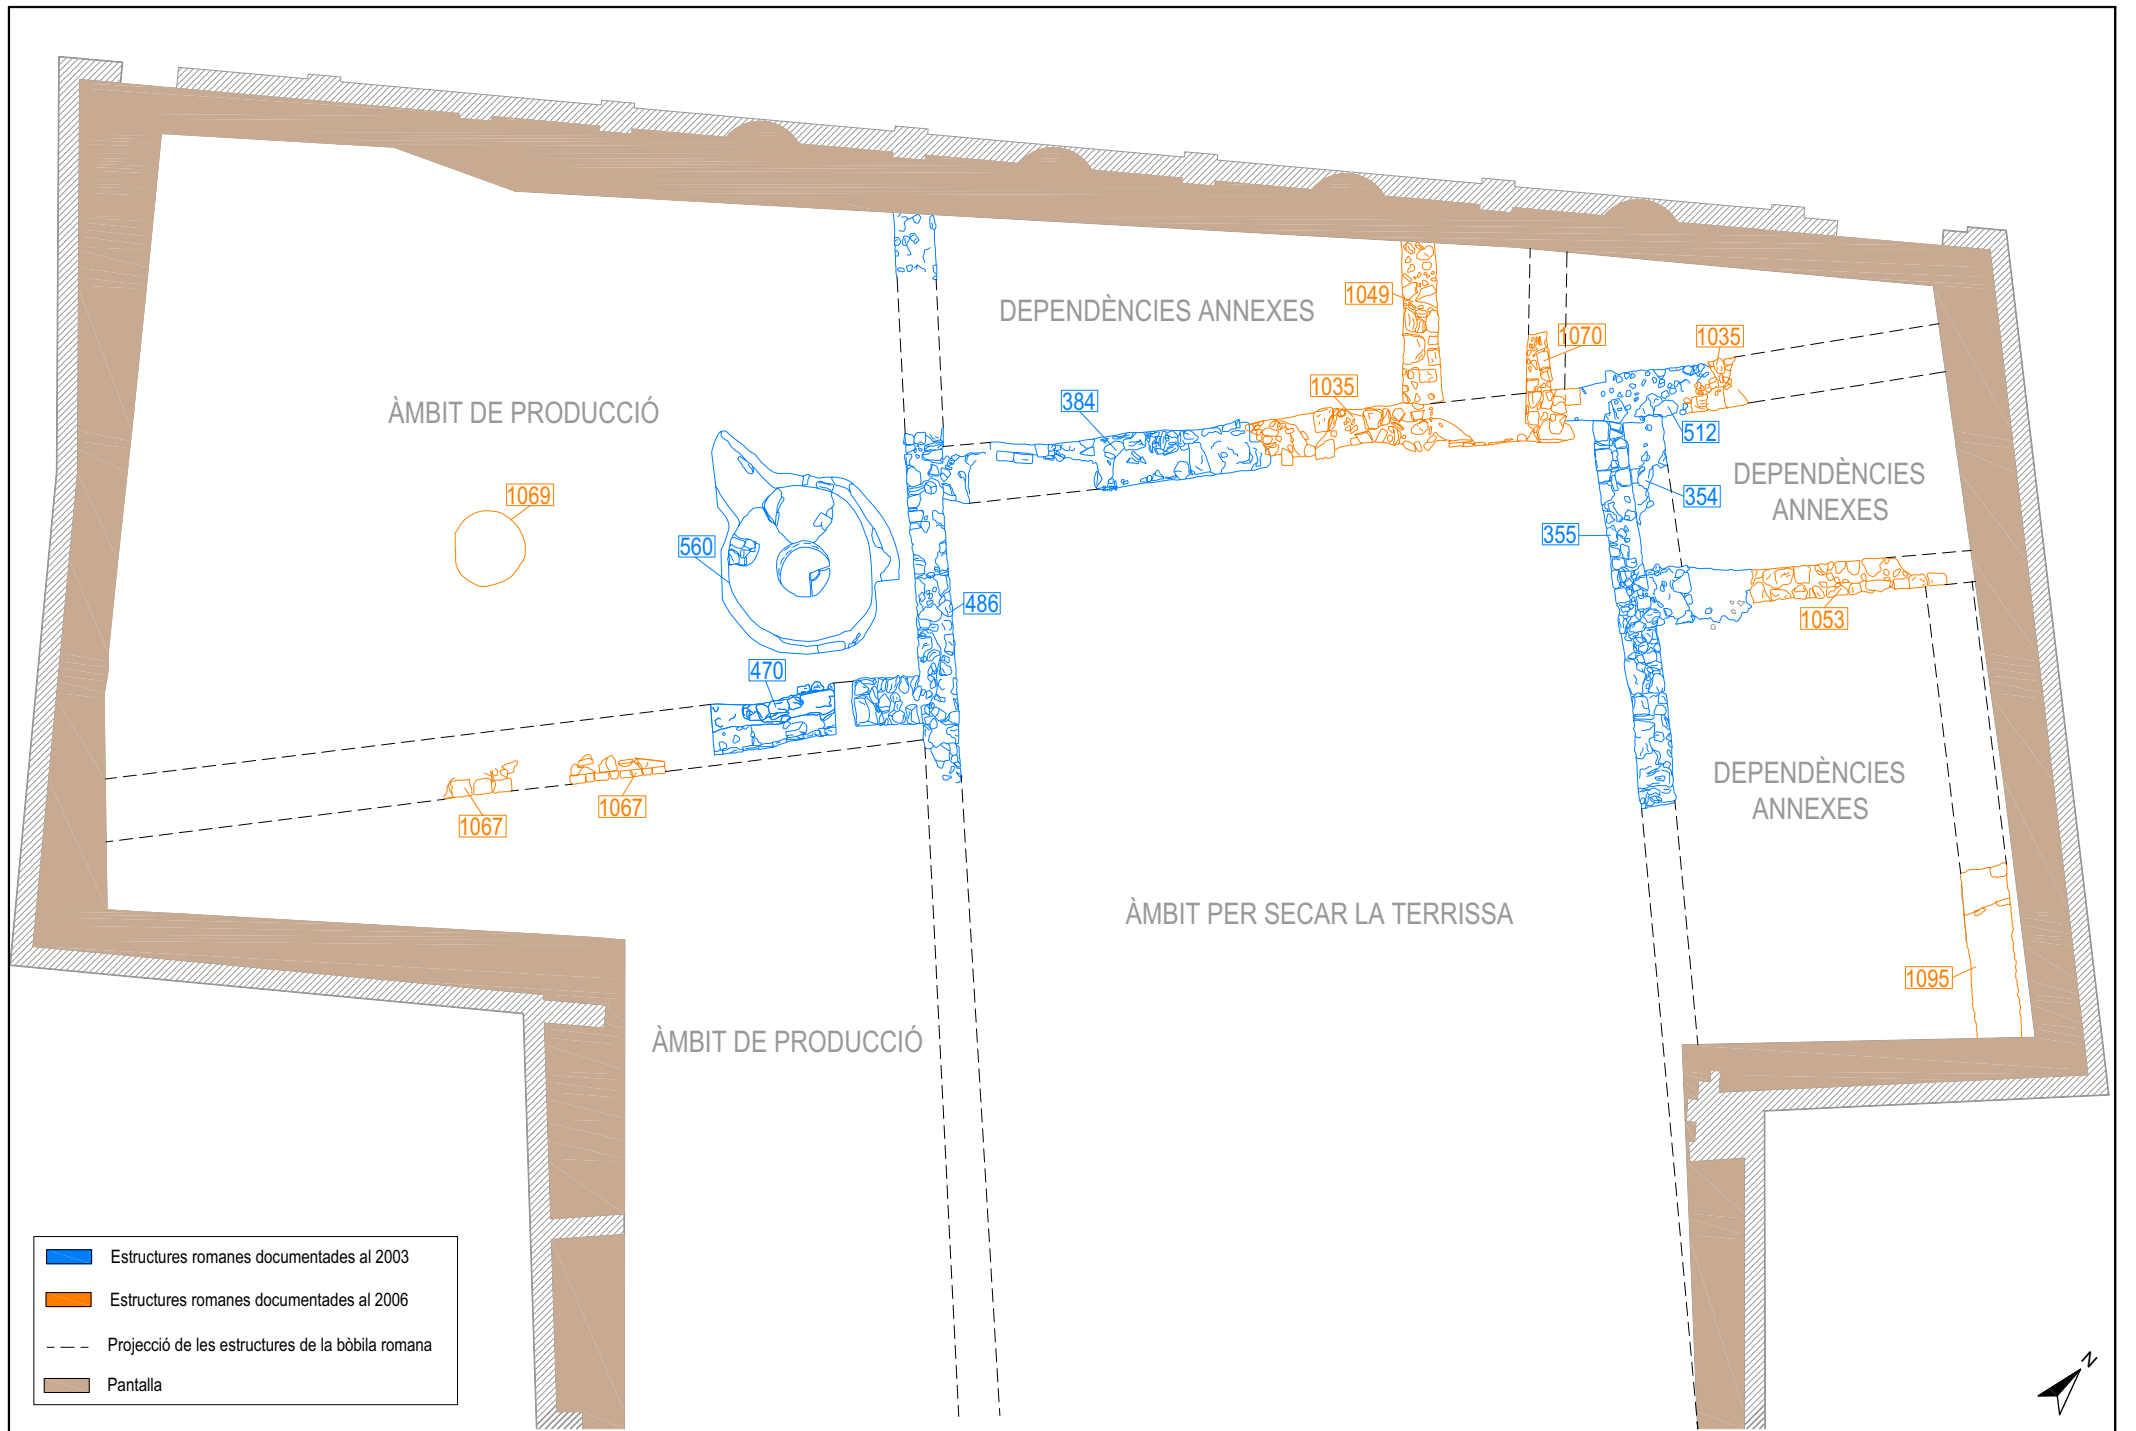 DEPENDÈNCIES ANNEXES
1049
1070
1035
1035
384
ÀMBIT DE PRODUCCIÓ
512
DEPENDÈNCIES
ANNEXES
354
1069
355
560
486
1053
470
DEPENDÈNCIES
ANNEXES
1067
1067
ÀMBIT PER SECAR LA TERRISSA
1095
ÀMBIT DE PRODUCCIÓ
Estructures romanes documentades al 2003
Estructures romanes documentades al 2006
Projecció de les estructures de la bòbila romana
Pantalla
N